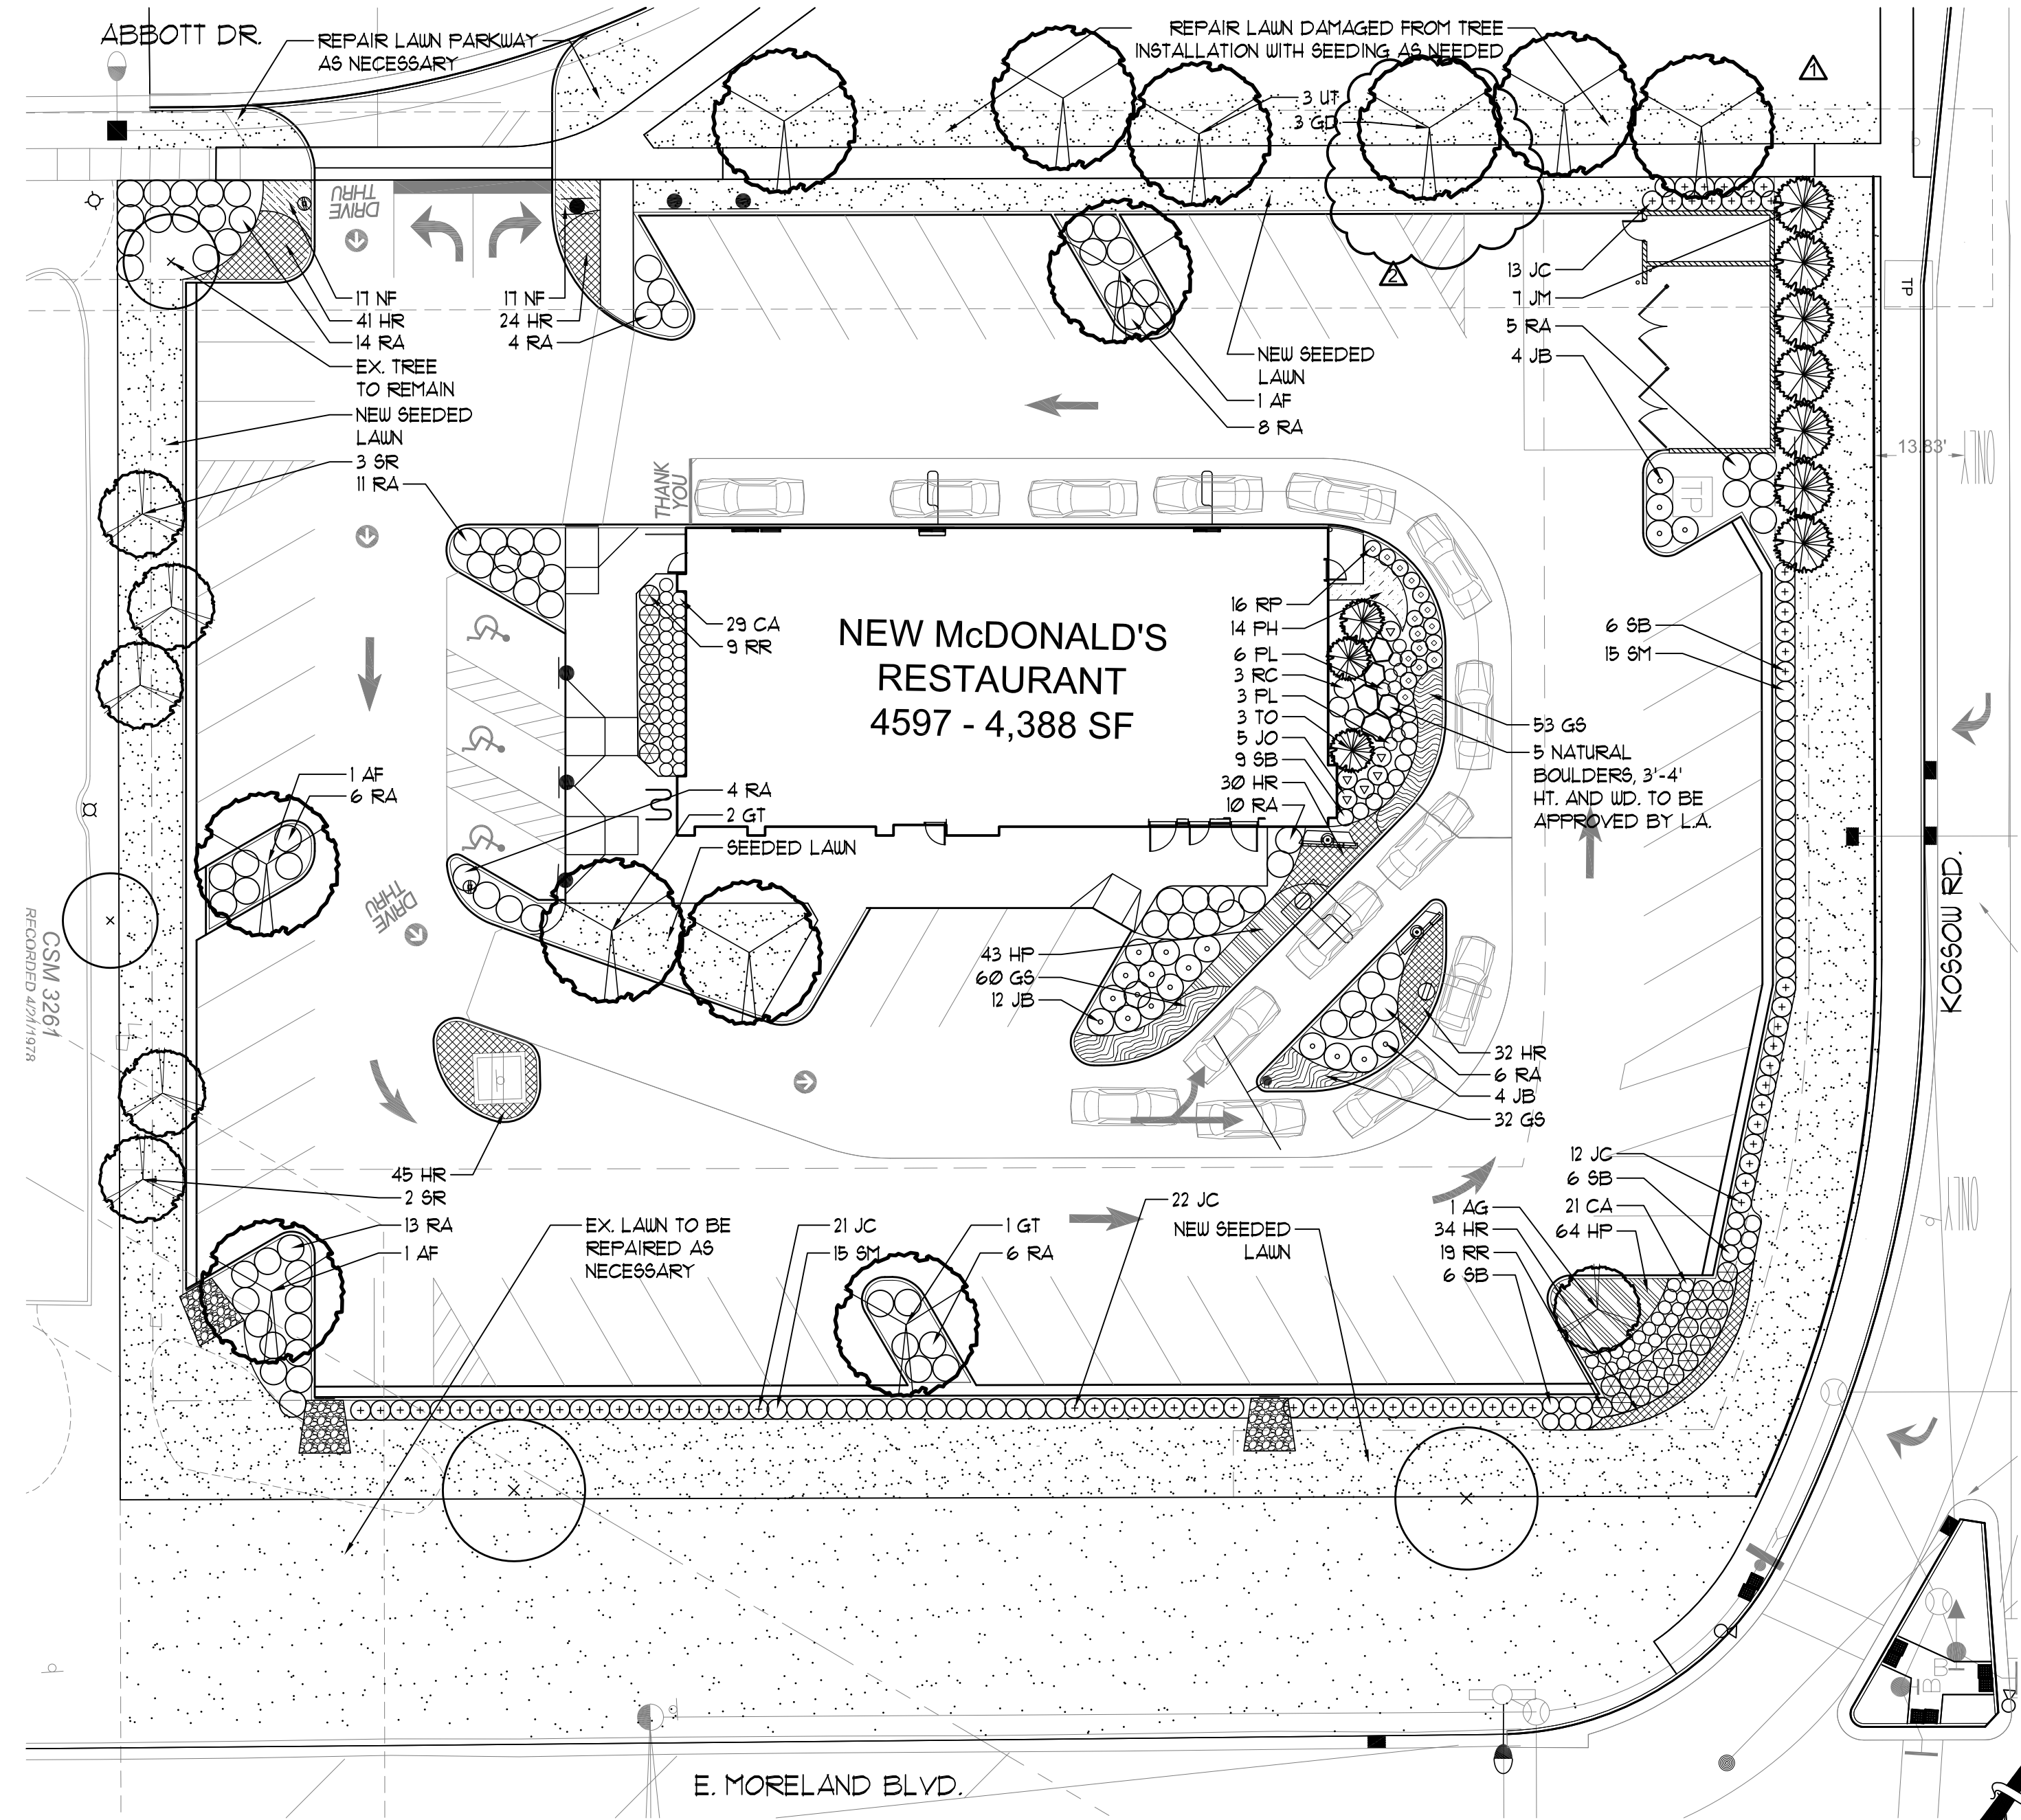 ABBOTT DR.
REPAIR LAWN PARKWAY
AS NECESSARY
REPAIR LAWN DAMAGED FROM TREE
INSTALLATION WITH SEEDING AS NEEDED
1
3 UT
3 GD
2
DRIVE
THRU
17 NF
41 HR
14 RA
EX. TREE
TO REMAIN
NEW SEEDED
LAWN
3 SR
11 RA
17 NF
24 HR
4 RA
NEW SEEDED
LAWN
1 AF
8 RA
13 JC
7 JM
5 RA
4 JB
TP
TP
13.83'
ONLY
THANK
YOU
29 CA
9 RR
NEW McDONALD'S
RESTAURANT
4597 - 4,388 SF
16 RP
14 PH
6 PL
3 RC
3 PL
3 TO
5 JO
9 SB
30 HR
10 RA
6 SB
15 SM
53 GS
5 NATURAL
BOULDERS, 3'-4'
HT. AND WD. TO BE
APPROVED BY L.A.
1 AF
6 RA
4 RA
2 GT
SEEDED LAWN
DRIVE
THRU
CSM 3261
RECORDED 4/21/1978
KOSSOW RD.
43 HP
60 GS
12 JB
32 HR
6 RA
4 JB
32 GS
45 HR
2 SR
13 RA
1 AF
EX. LAWN TO BE
REPAIRED AS
NECESSARY
21 JC
15 SM
1 GT
6 RA
22 JC
NEW SEEDED
LAWN
12 JC
6 SB
21 CA
64 HP
1 AG
34 HR
19 RR
6 SB
ONLY
B
B
E. MORELAND BLVD.